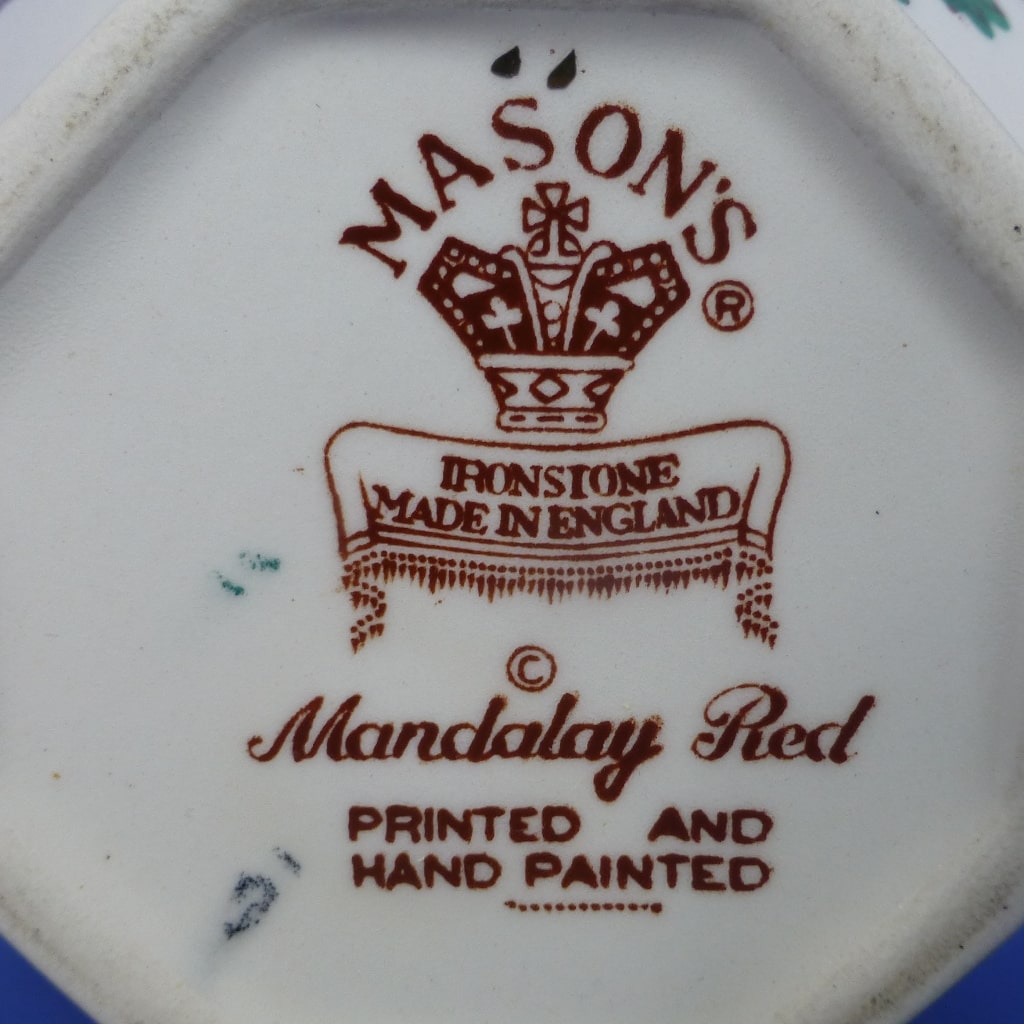 MASON'S
®
IRONSTONE
MADE IN ENGLAND
©
Mandalay Red
PRINTED AND
HAND PAINTED